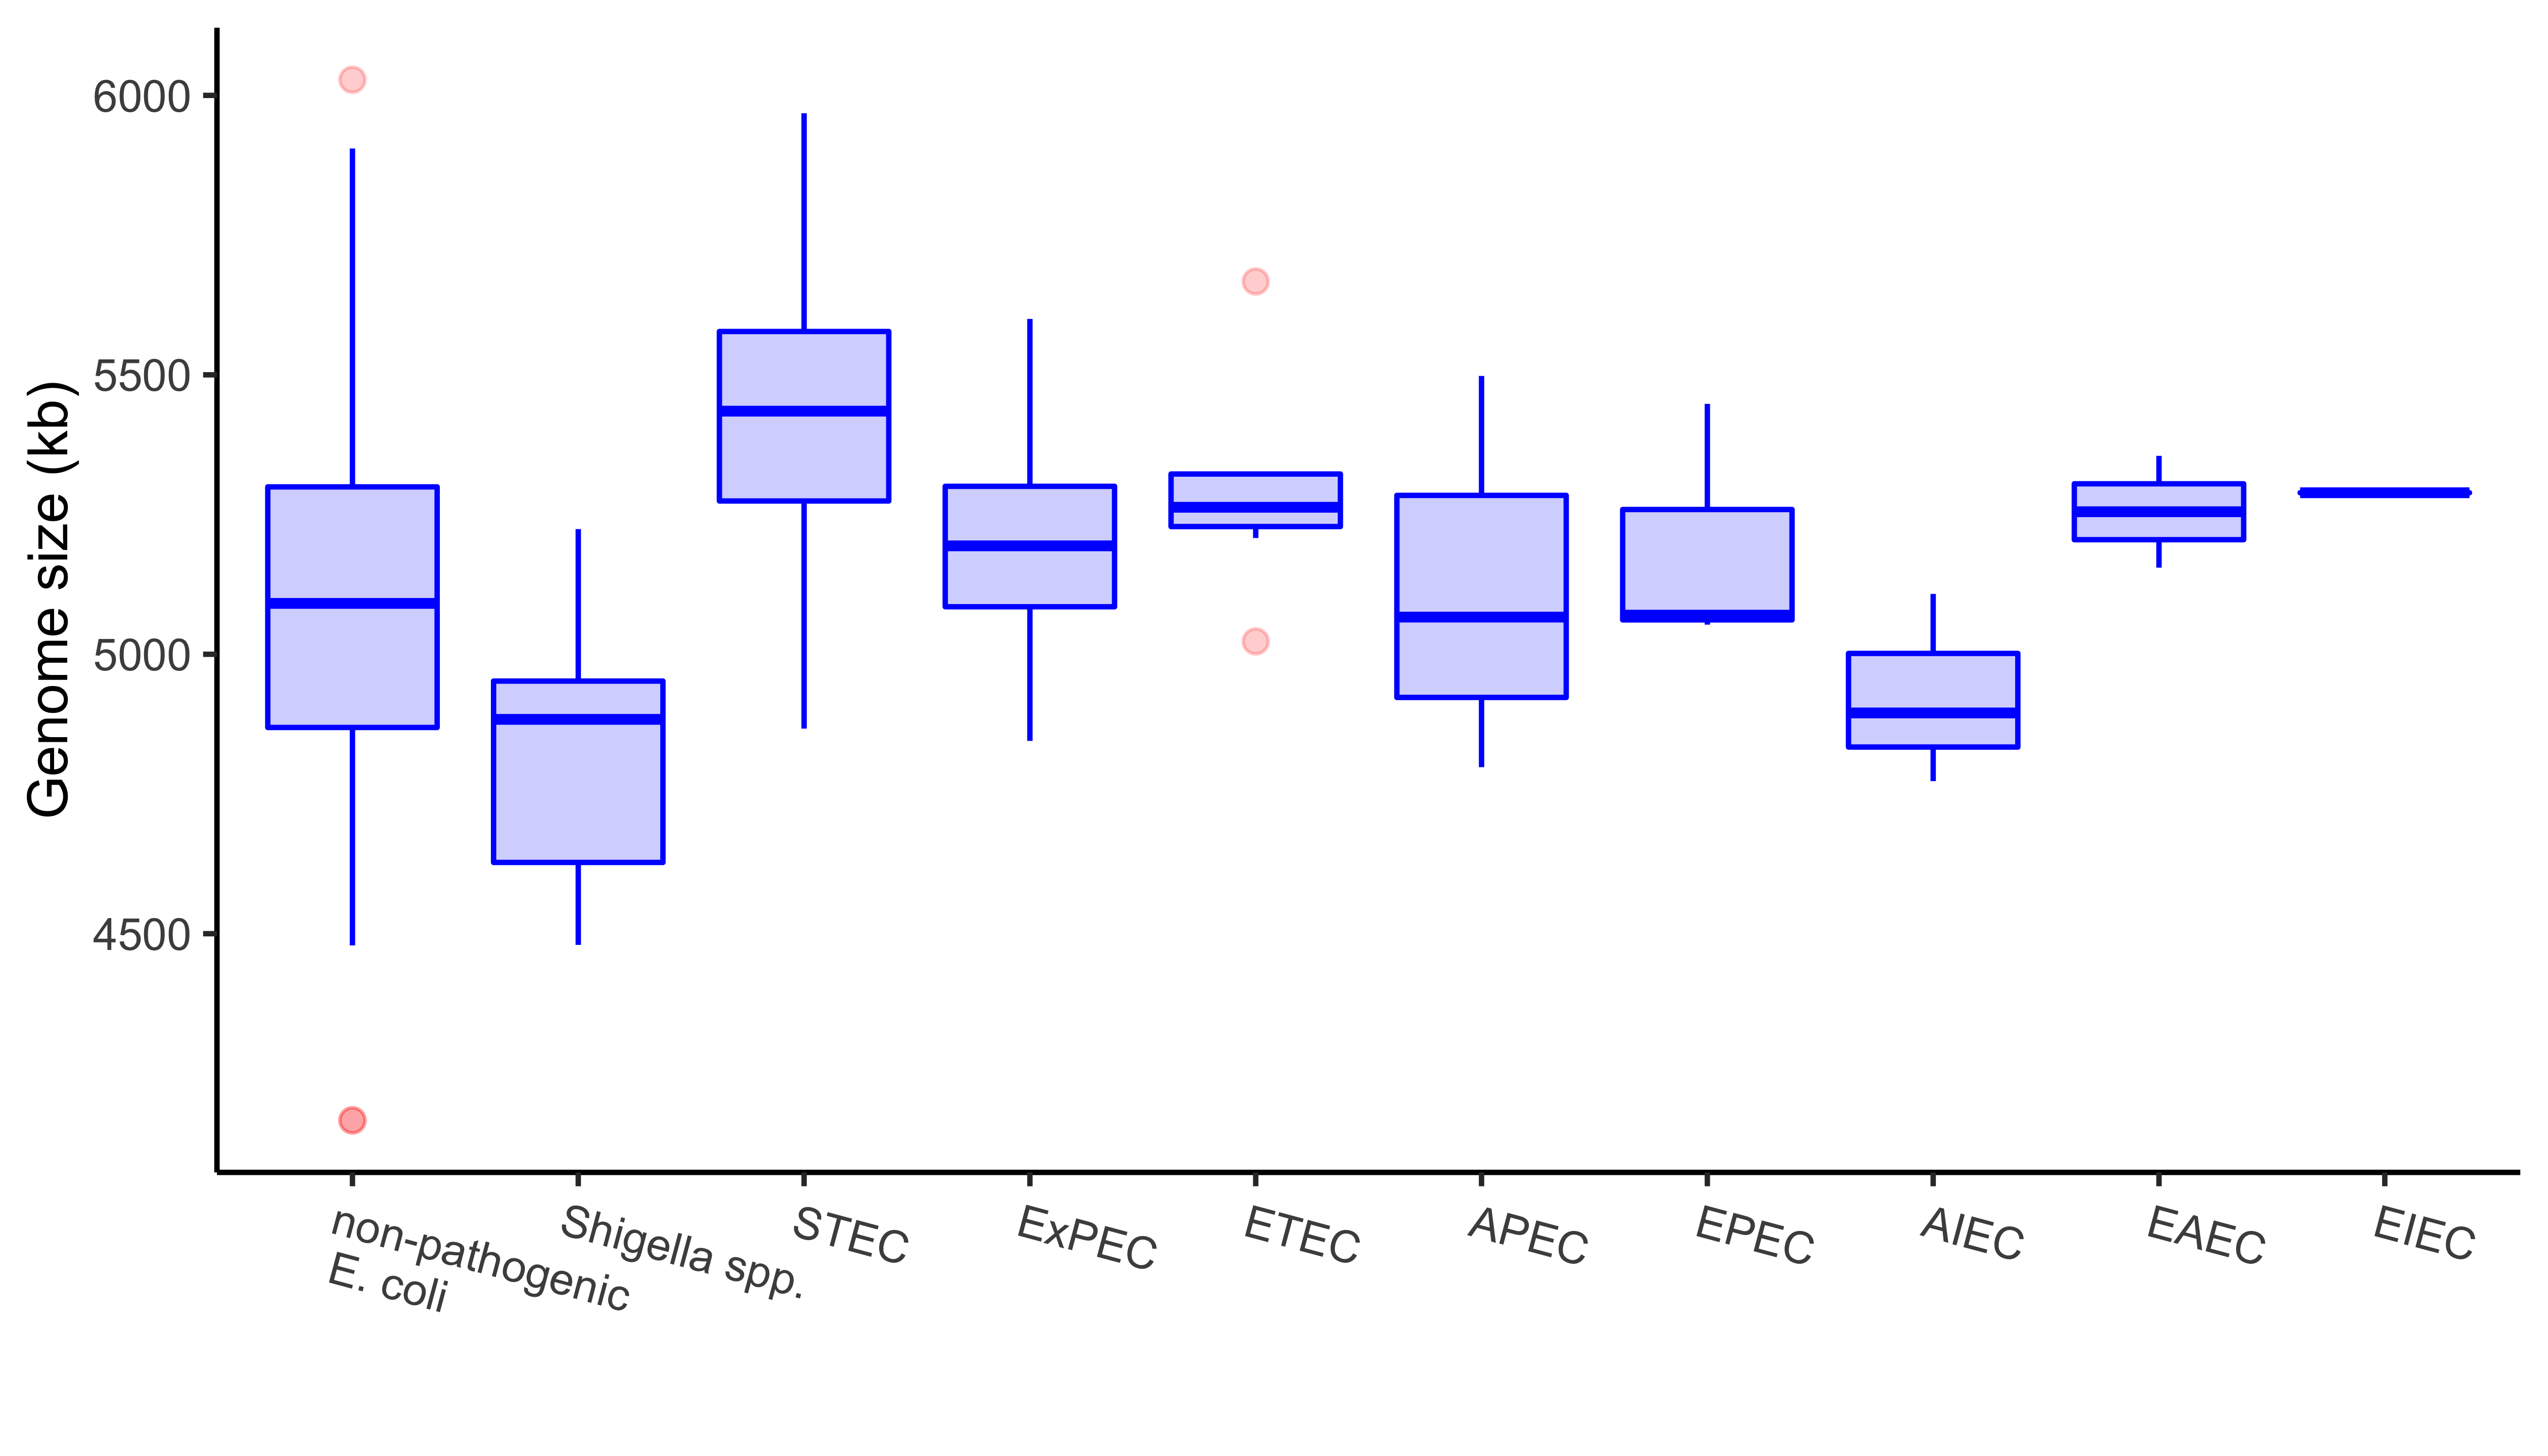 Genome size (kb)
6000
5500
5000
4500
non-pathogenic
E. coli
Shigella spp.
STEC
ExPEC
ETEC
APEC
EPEC
AIEC
EAEC
EIEC